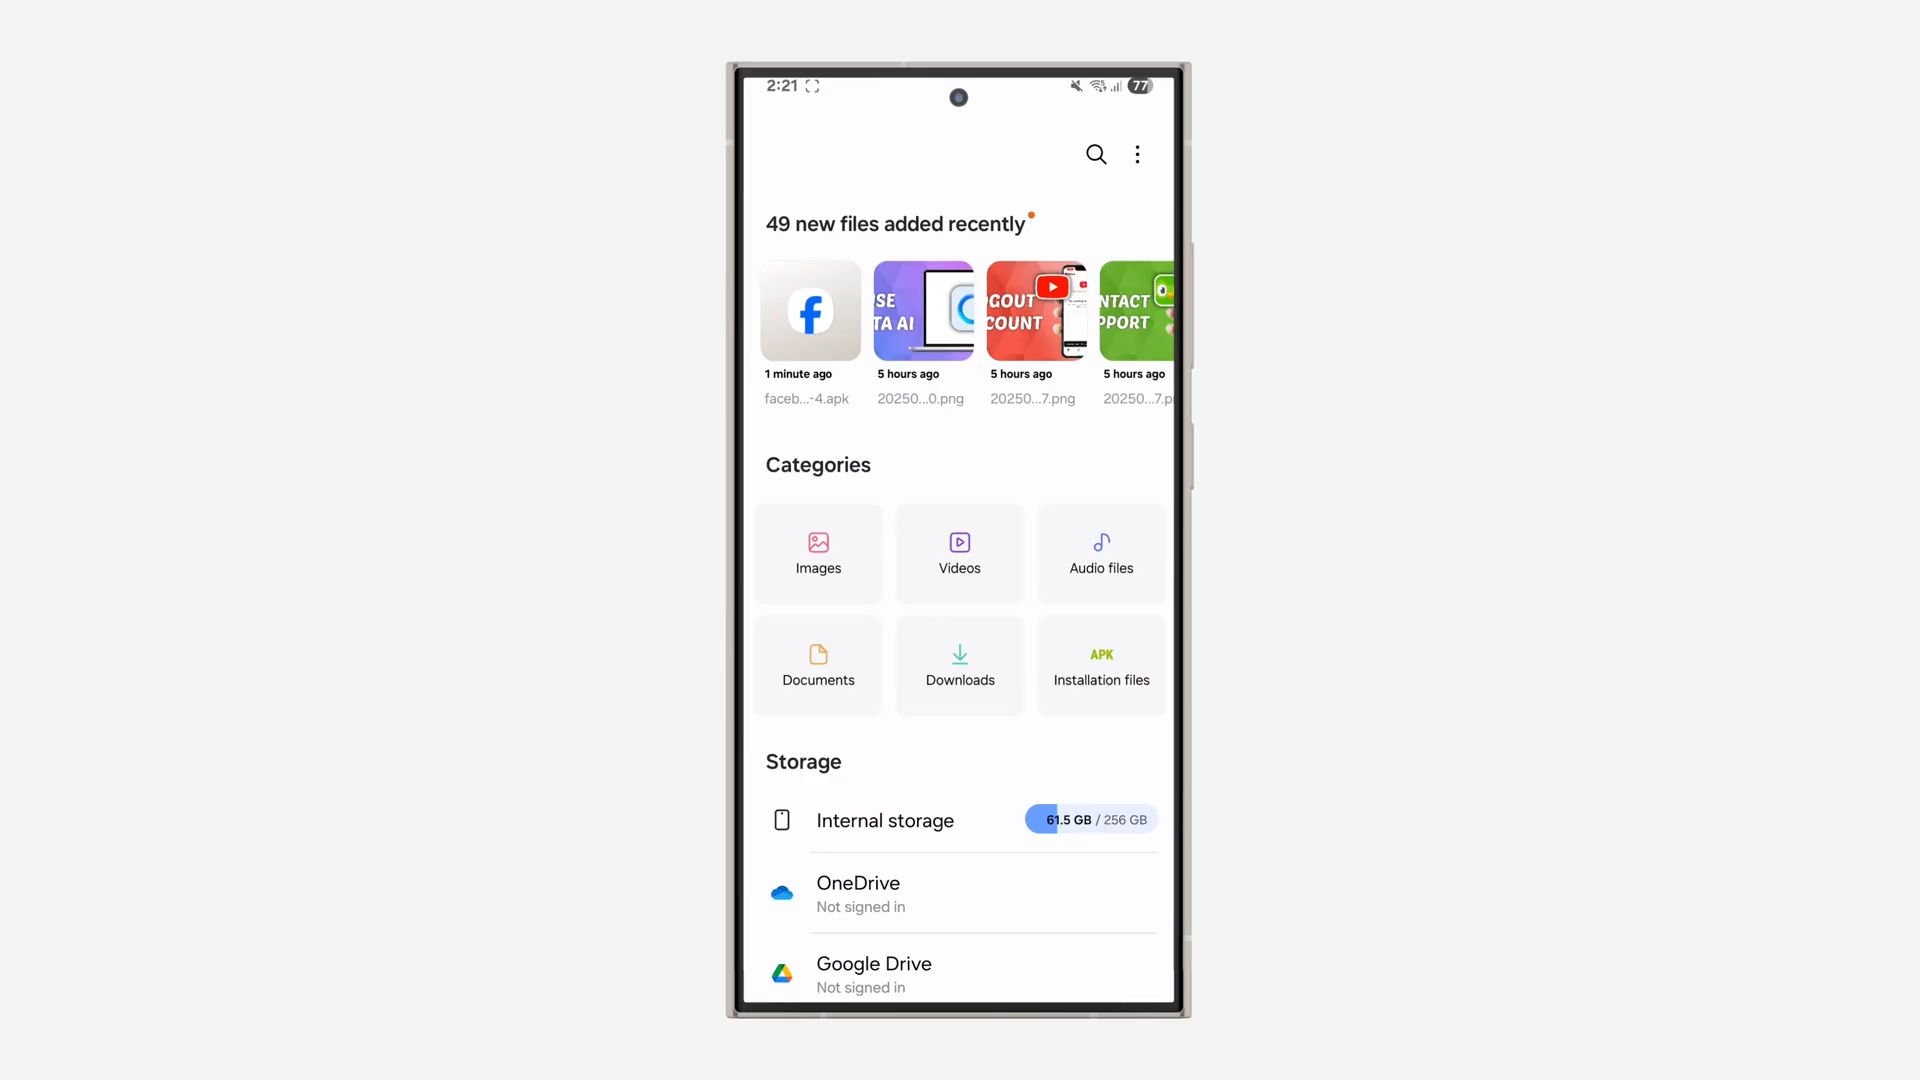 2:21
77
49 new files added recently
SE
TA AI
GOUT
COUNT
NTACT
PPORT
1 minute ago
5 hours ago
5 hours ago
5 hours ago
faceb...-4.apk
20250...0.png
20250...7.png
20250...7.p
Categories
Images
Videos
Audio files
Documents
Downloads
APK
Installation files
Storage
Internal storage
61.5 GB / 256 GB
OneDrive
Not signed in
Google Drive
Not signed in